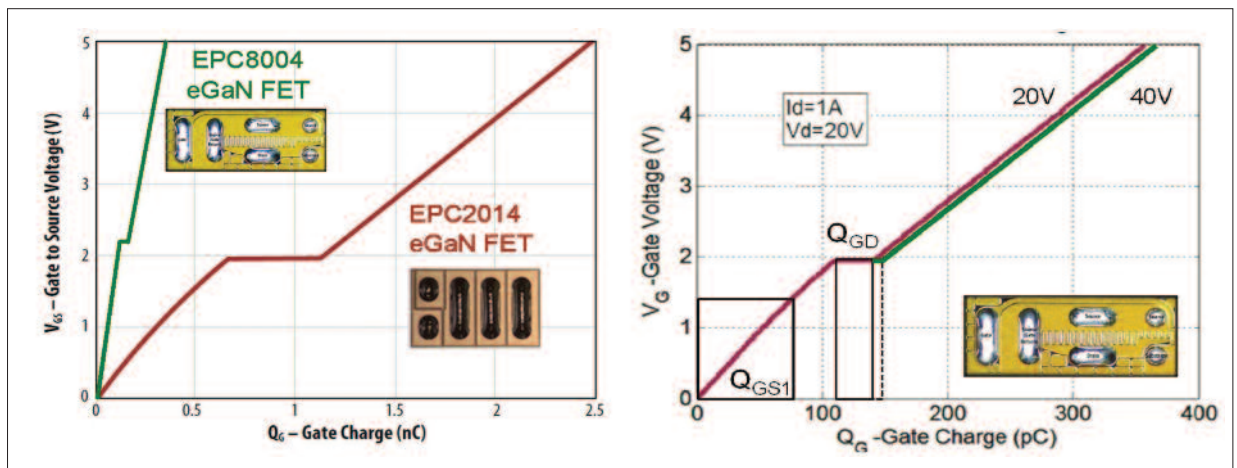 5
4
3
2
1
0
V_GS – Gate to Source Voltage (V)
EPC8004
eGaN FET
EPC2014
eGaN FET
0
0.5
1
1.5
2
2.5
Q_G – Gate Charge (nC)
5
4
3
2
1
0
V_G -Gate Voltage (V)
Id=1A
Vd=20V
20V
40V
Q_GD
Q_GS1
0
100
200
300
400
Q_G -Gate Charge (pC)